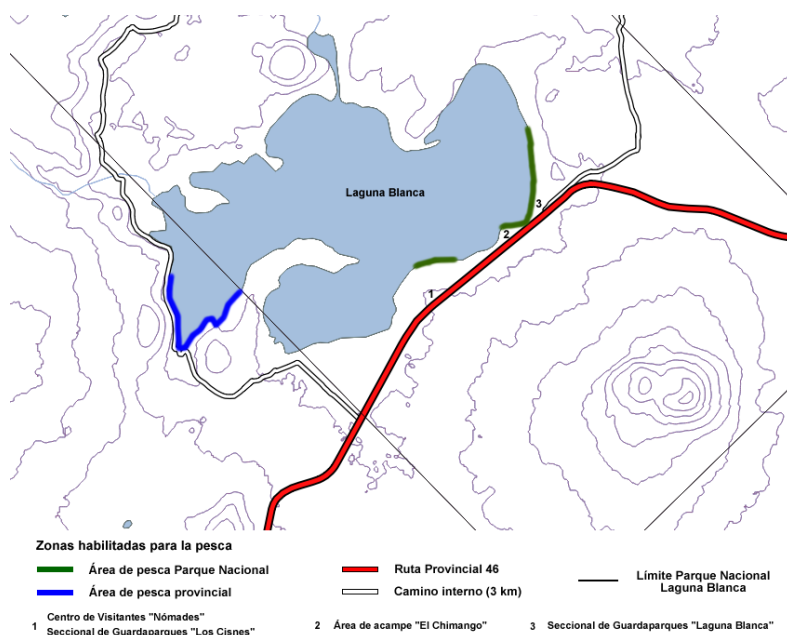 Laguna Blanca
3
2
1
Zonas habilitadas para la pesca
Área de pesca Parque Nacional
Área de pesca provincial
Ruta Provincial 46
Camino interno (3 km)
Límite Parque Nacional
Laguna Blanca
1 Centro de Visitantes "Nómades"
Seccional de Guardaparques "Los Cisnes"
2 Área de acampe "El Chimango"
3 Seccional de Guardaparques "Laguna Blanca"